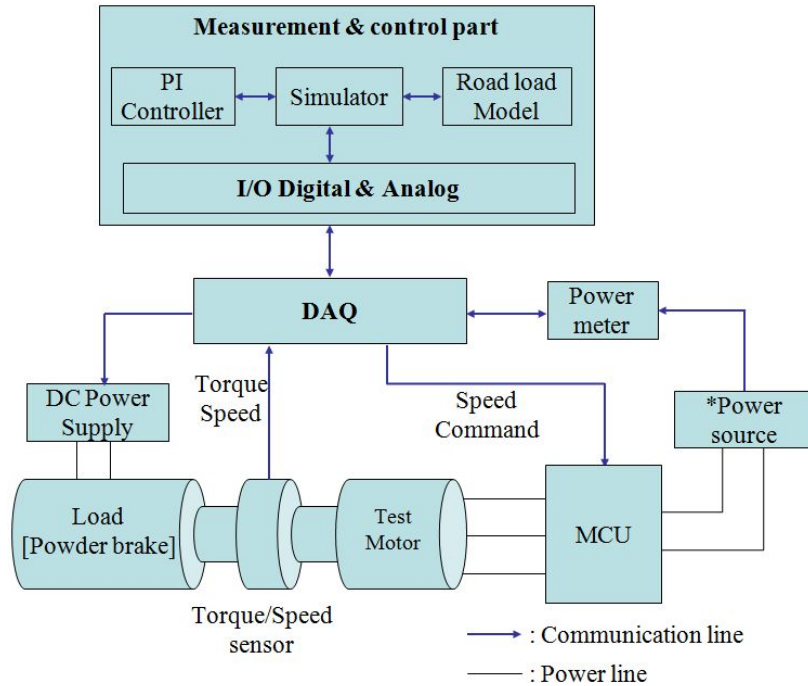 Measurement & control part
PI
Controller
Simulator
Road load
Model
I/O Digital & Analog
DAQ
Power
meter
Torque
Speed
Speed
Command
DC Power
Supply
*Power
source
Load
[Powder brake]
Test
Motor
MCU
Torque/Speed
sensor
: Communication line
: Power line